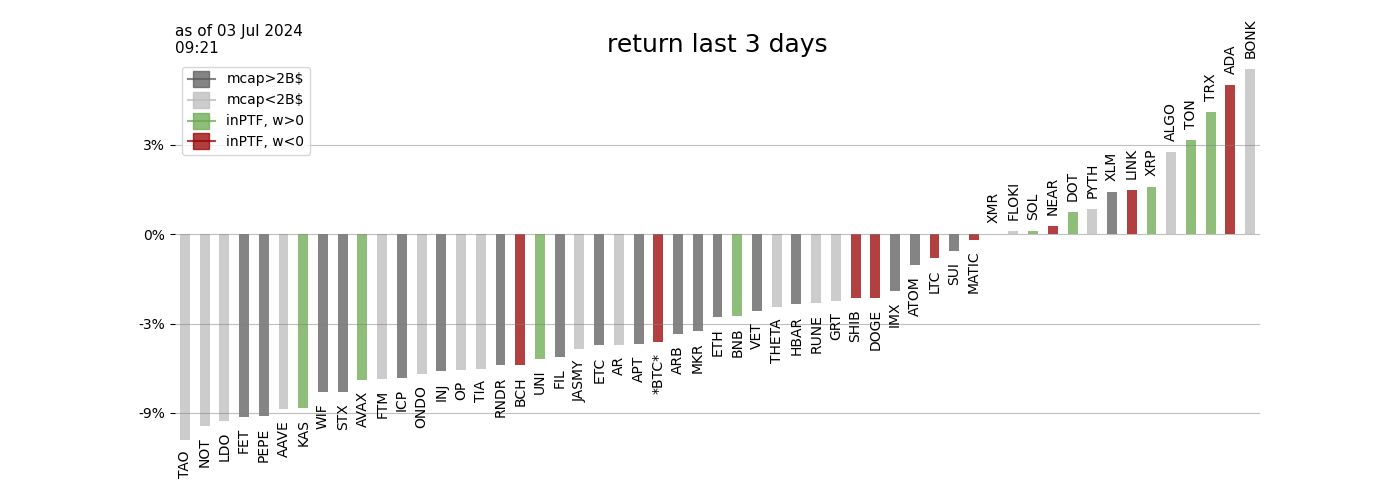 as of 03 Jul 2024
09:21
return last 3 days
mcap>2B$
mcap<2B$
inPTF, w>0
inPTF, w<0
3%
0%
-3%
-9%
TAO
NOT
LDO
FET
PEPE
AAVE
KAS
WIF
STX
AVAX
FTM
ICP
ONDO
INJ
OP
TIA
RNDR
BCH
UNI
FIL
JASMY
ETC
AR
APT
*BTC*
ARB
MKR
ETH
BNB
VET
THETA
HBAR
RUNE
GRT
SHIB
DOGE
IMX
ATOM
LTC
SUI
MATIC
XMR
FLOKI
SOL
NEAR
DOT
PYTH
XLM
LINK
XRP
ALGO
TON
TRX
ADA
BONK